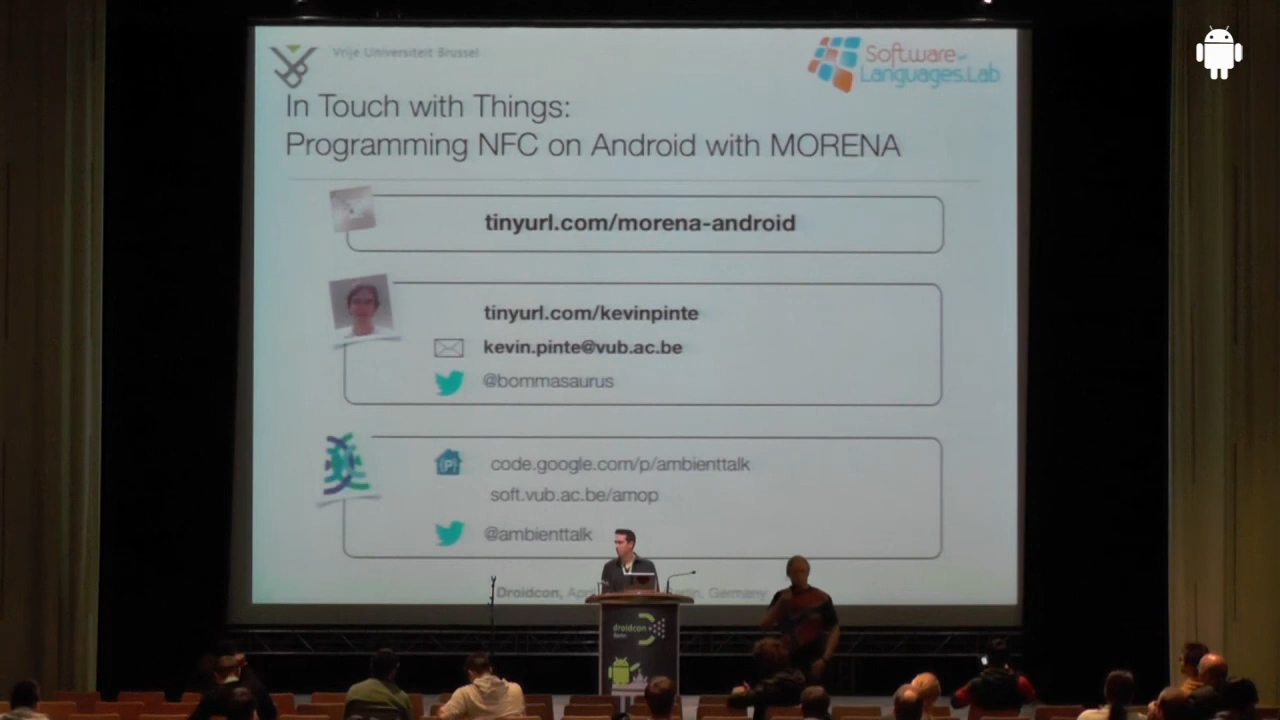 Vrije Universiteit Brussel
Software
Languages.Lab
In Touch with Things:
Programming NFC on Android with MORENA
tinyurl.com/morena-android
tinyurl.com/kevinpinte
kevin.pinte@vub.ac.be
@bommasaurus
{P}
code.google.com/p/ambienttalk
soft.vub.ac.be/amop
@ambienttalk
Droidcon, Germany
droidcon
Berlin